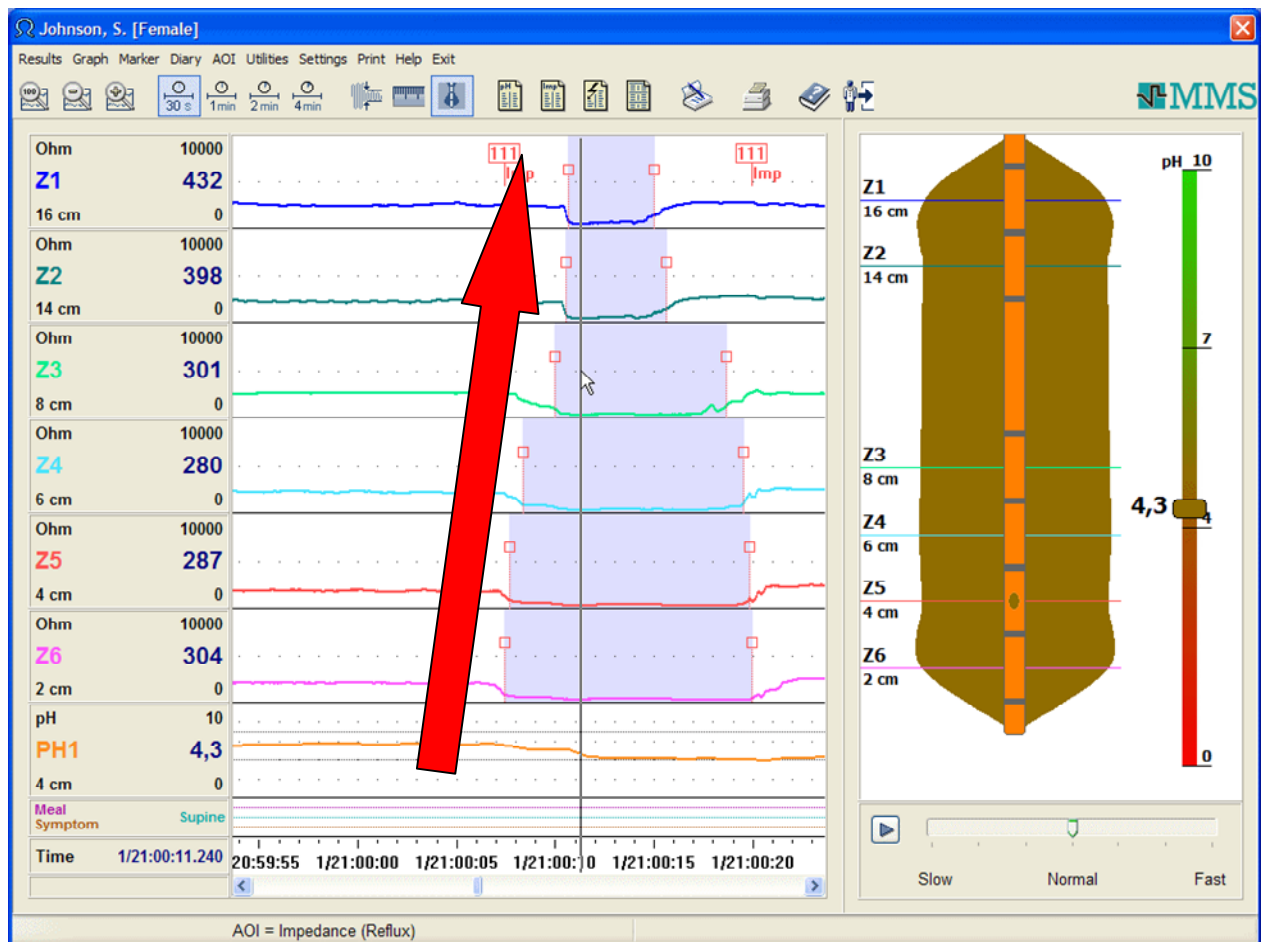 Johnson, S. [Female]
Results Graph Marker Diary AOI Utilities Settings Print Help Exit
100
30 s 1min 2 min 4min
pH Imp
MMS
Ohm 10000
Z1 432
16 cm 0
Ohm 10000
Z2 398
14 cm 0
Ohm 10000
Z3 301
8 cm 0
Ohm 10000
Z4 280
6 cm 0
Ohm 10000
Z5 287
4 cm 0
Ohm 10000
Z6 304
2 cm 0
pH 10
PH1 4,3
4 cm 0
Meal
Symptom Supine
Time 1/21:00:11.240
111 111
Imp Imp
20:59:55 1/21:00:00 1/21:00:05 1/21:00:10 1/21:00:15 1/21:00:20
pH 10
Z1
16 cm
Z2
14 cm
7
Z3
8 cm
4,3
4
Z4
6 cm
Z5
4 cm
Z6
2 cm
0
Slow Normal Fast
AOI = Impedance (Reflux)